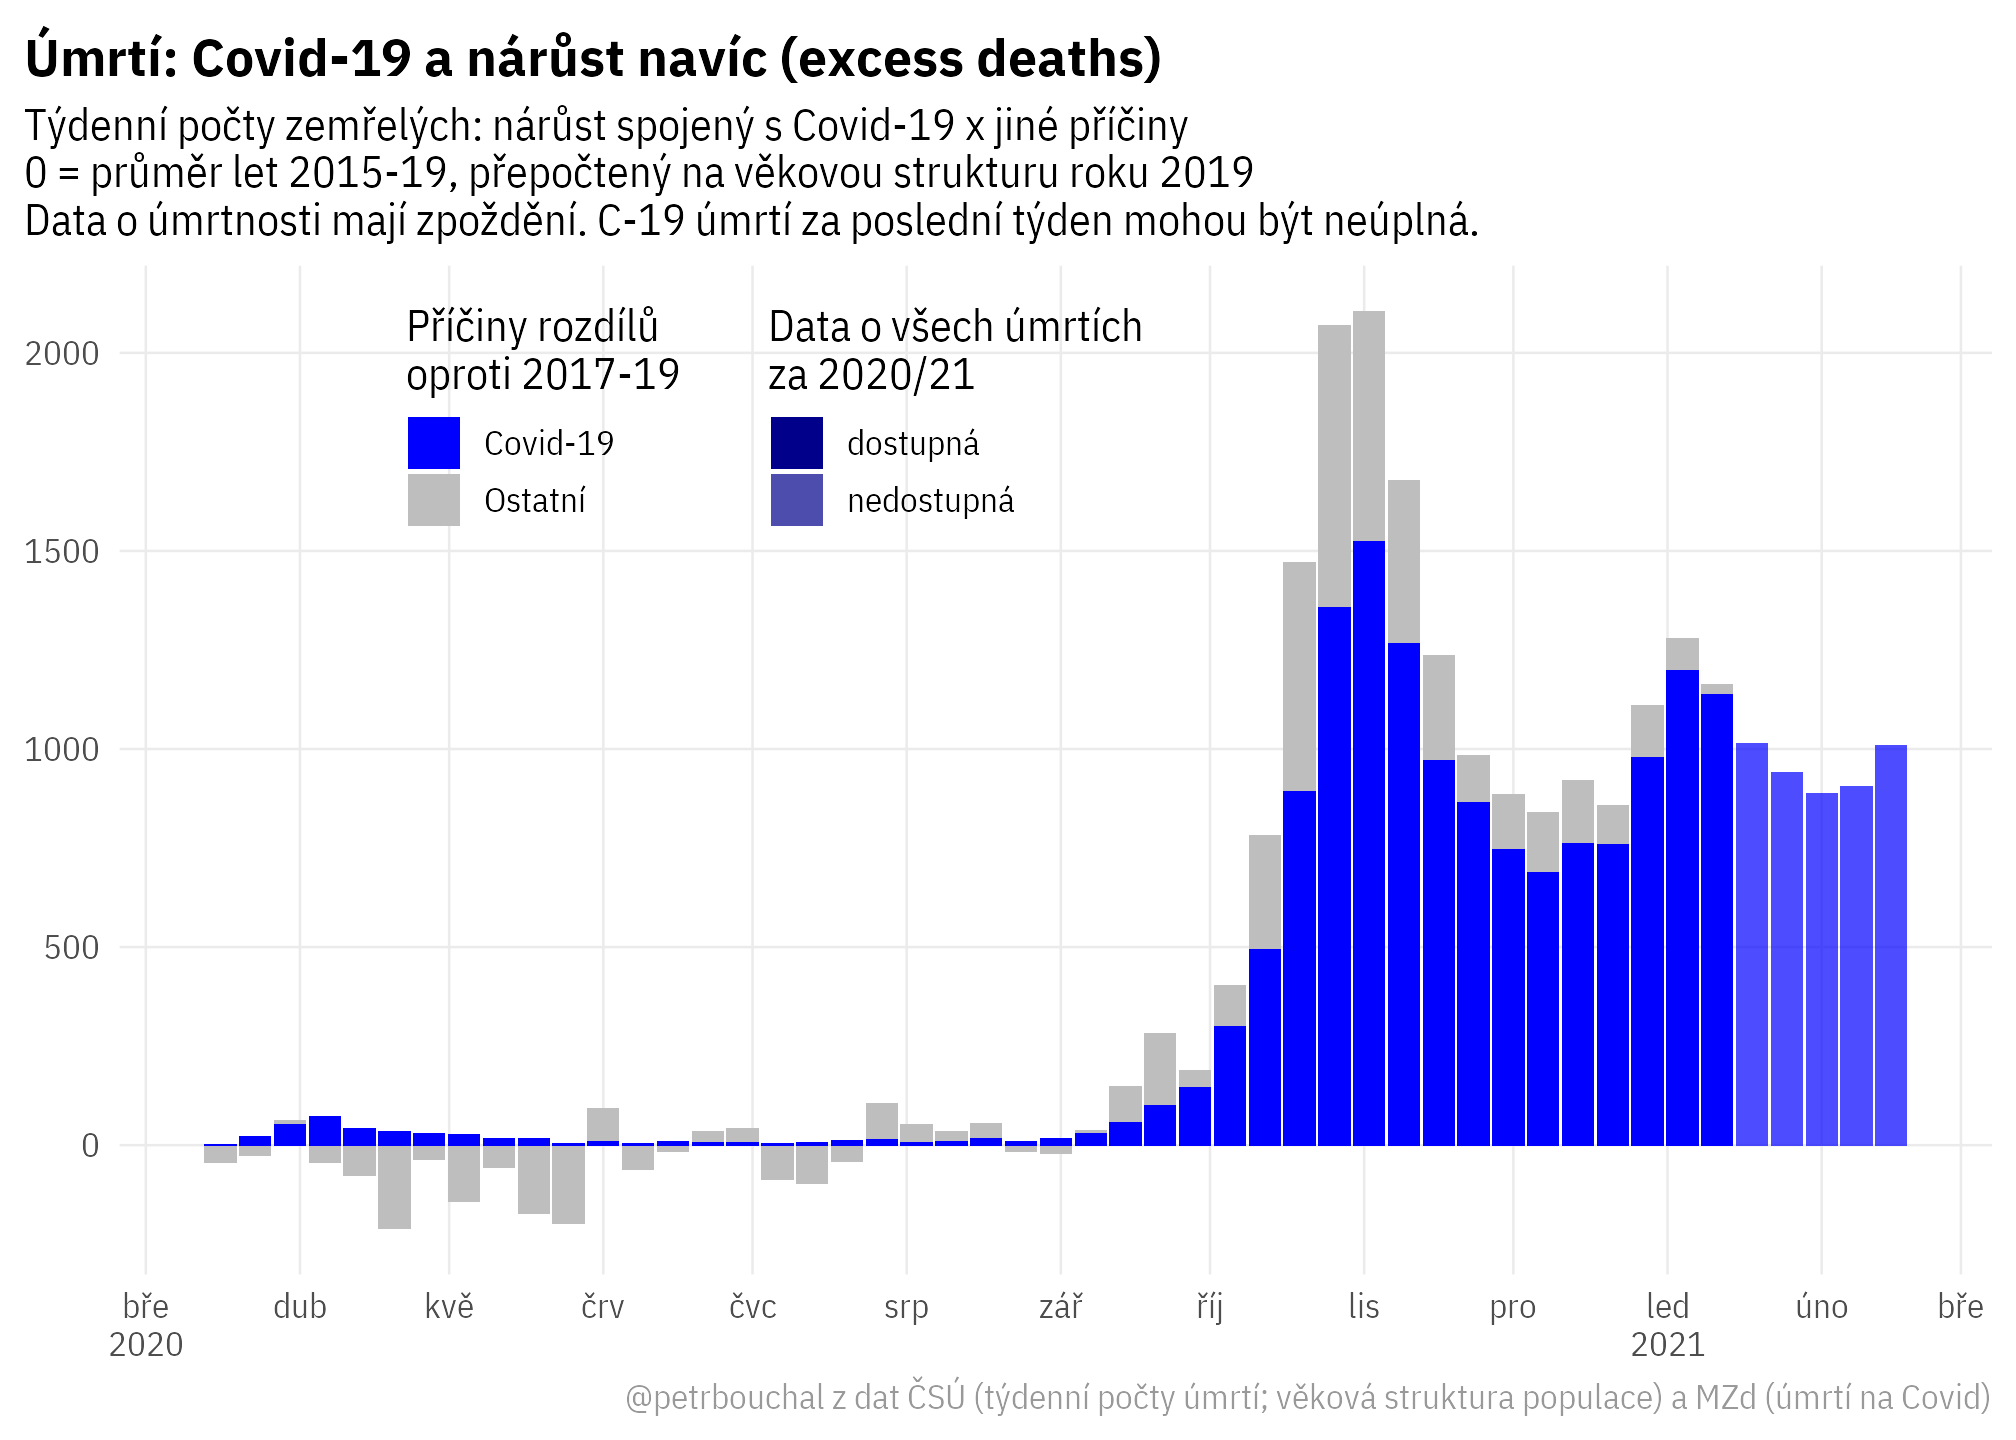 Úmrtí: Covid-19 a nárůst navíc (excess deaths)
Týdenní počty zemřelých: nárůst spojený s Covid-19 x jiné příčiny
0 = průměr let 2015-19, přepočtený na věkovou strukturu roku 2019
Data o úmrtnosti mají zpoždění. C-19 úmrtí za poslední týden mohou být neúplná.
Příčiny rozdílů
oproti 2017-19
Covid-19
Ostatní
Data o všech úmrtích
za 2020/21
dostupná
nedostupná
2000
1500
1000
500
0
bře dub kvě črv čvc srp zář říj lis pro led úno bře
2020 2021
@petrbouchal z dat ČSÚ (týdenní počty úmrtí; věková struktura populace) a MZd (úmrtí na Covid)